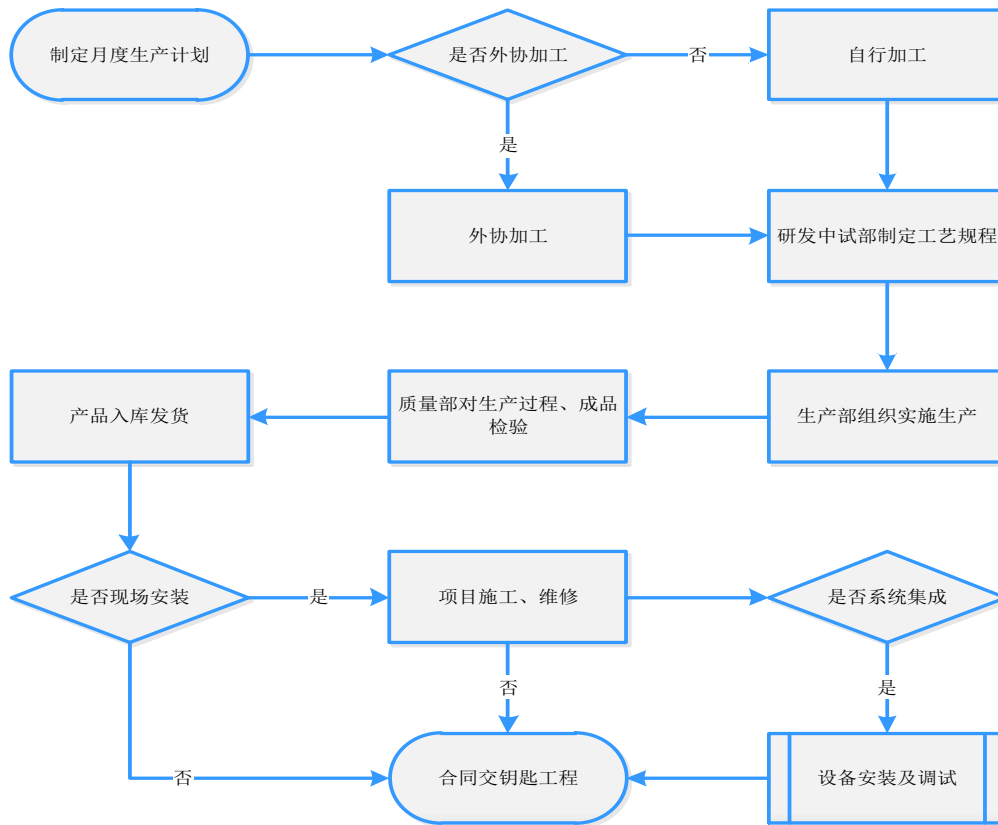 制定月度生产计划
是否外协加工
否
自行加工
是
外协加工
研发中试部制定工艺规程
产品入库发货
质量部对生产过程、成品
检验
生产部组织实施生产
是否现场安装
是
项目施工、维修
是否系统集成
否
是
否
合同交钥匙工程
设备安装及调试